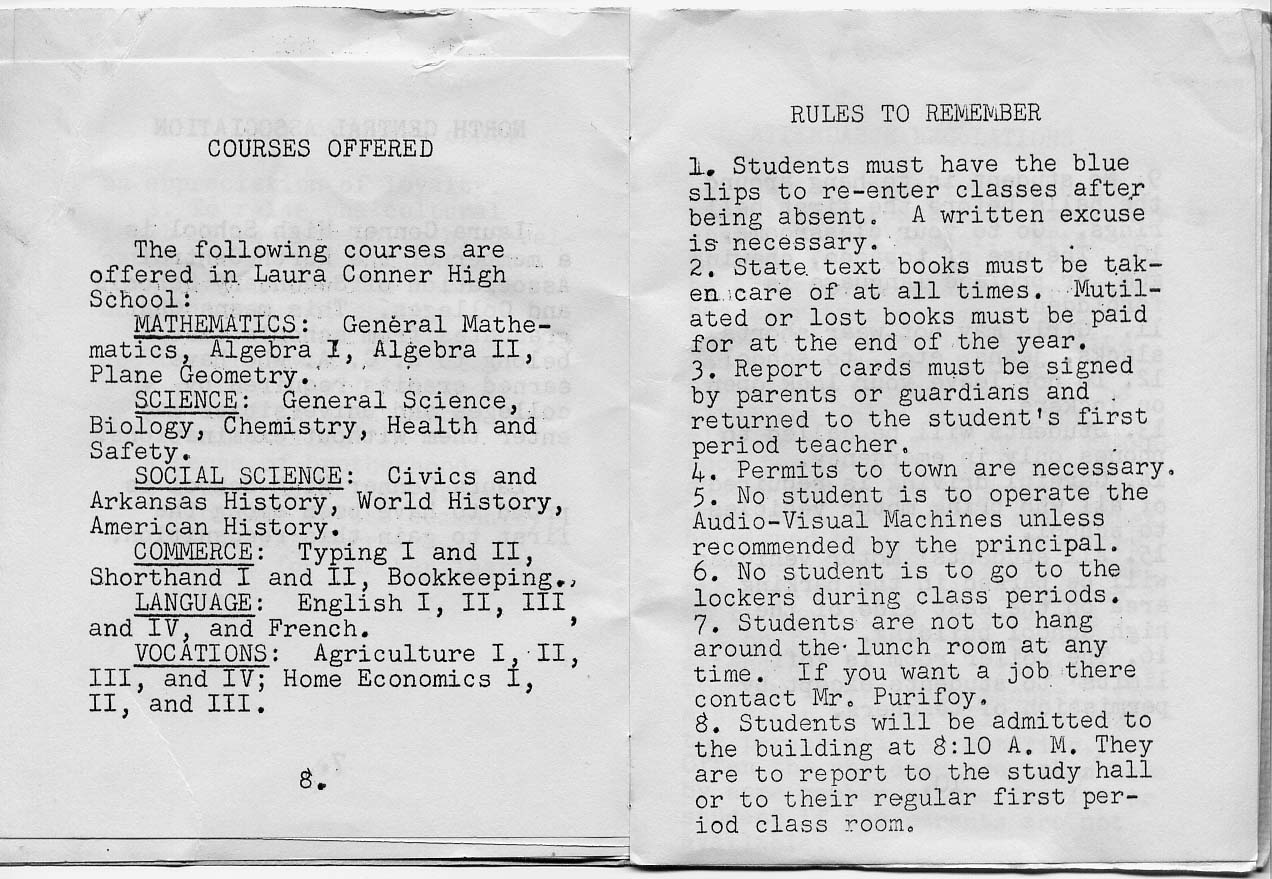 COURSES OFFERED
The following courses are
offered in Laura Conner High
School:
MATHEMATICS: General Mathe-
matics, Algebra I, Algebra II,
Plane Geometry.
SCIENCE: General Science,
Biology, Chemistry, Health and
Safety.
SOCIAL SCIENCE: Civics and
Arkansas History, World History,
American History.
COMMERCE: Typing I and II,
Shorthand I and II, Bookkeeping.
LANGUAGE: English I, II, III
and IV, and French.
VOCATIONS: Agriculture I, II,
III, and IV; Home Economics I,
II, and III.
8.
RULES TO REMEMBER
1. Students must have the blue
slips to re-enter classes after
being absent. A written excuse
is necessary.
2. State text books must be tak-
en care of at all times. Mutil-
ated or lost books must be paid
for at the end of the year.
3. Report cards must be signed
by parents or guardians and
returned to the student's first
period teacher.
4. Permits to town are necessary.
5. No student is to operate the
Audio-Visual Machines unless
recommended by the principal.
6. No student is to go to the
lockers during class periods.
7. Students are not to hang
around the lunch room at any
time. If you want a job there
contact Mr. Purifoy.
8. Students will be admitted to
the building at 8:10 A. M. They
are to report to the study hall
or to their regular first per-
iod class room.